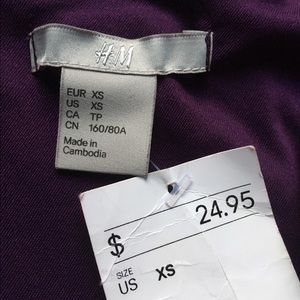 H&M
EUR XS
US XS
CA TP
CN 160/80A
Made in
Cambodia
$ 24.95
SIZE
US XS